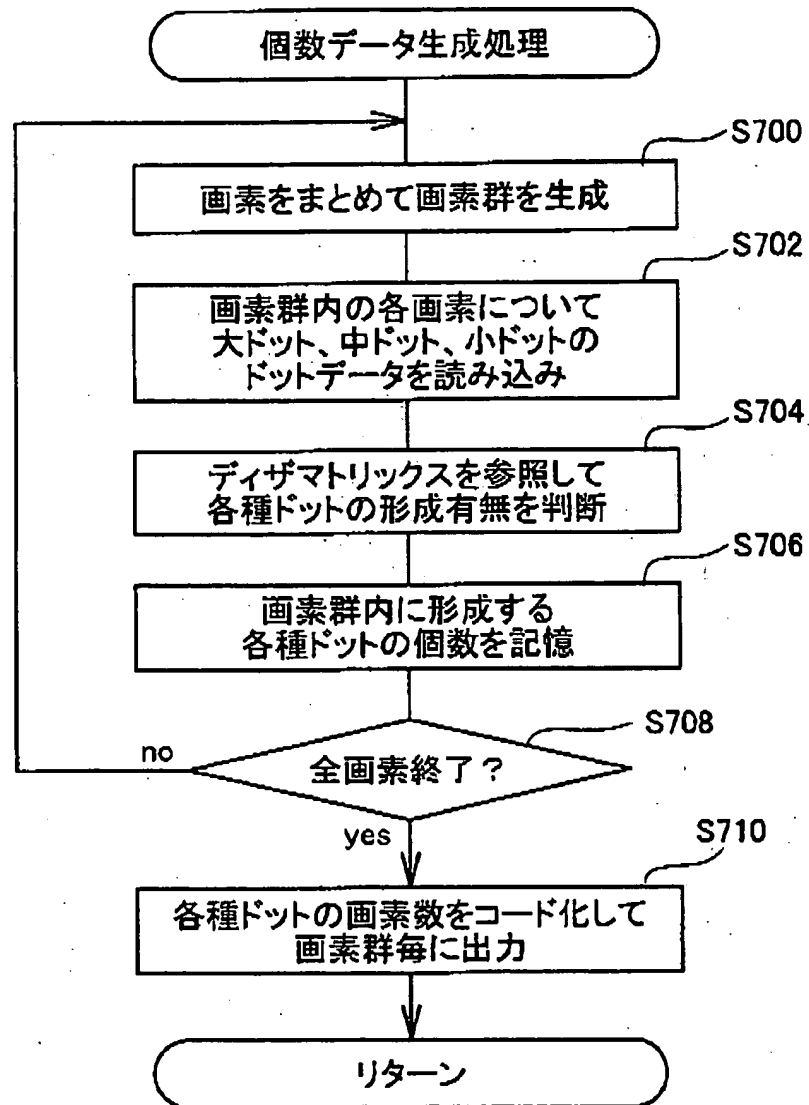 個数データ生成処理
S700
画素をまとめて画素群を生成
S702
画素群内の各画素について
大ドット、中ドット、小ドットの
ドットデータを読み込み
S704
ディザマトリックスを参照して
各種ドットの形成有無を判断
S706
画素群内に形成する
各種ドットの個数を記憶
S708
no
全画素終了？
yes
S710
各種ドットの画素数をコード化して
画素群毎に出力
リターン